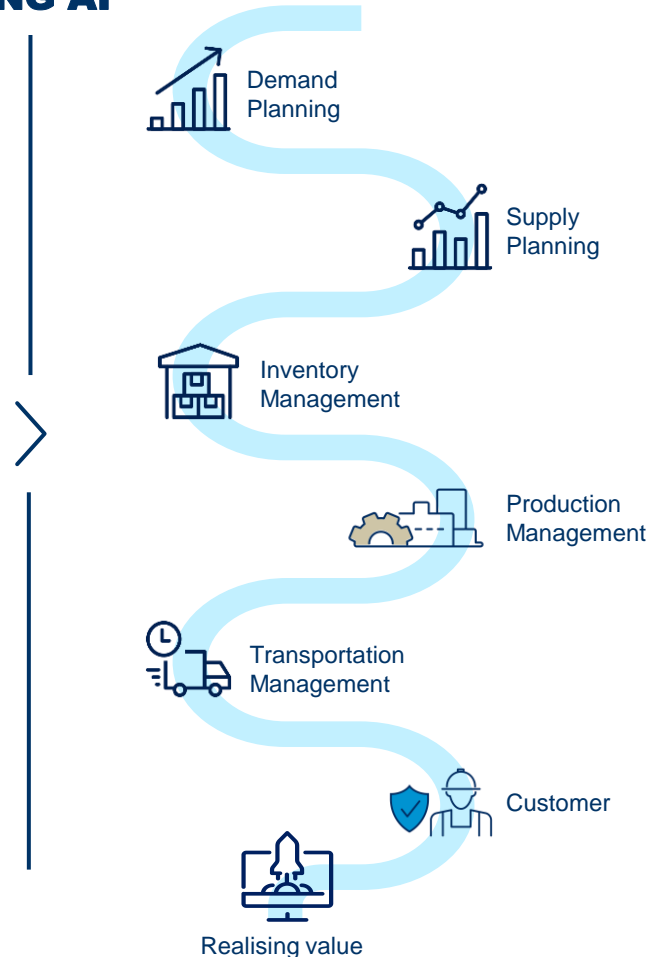 NG AI
Demand
Planning
Supply
Planning
Inventory
Management
Production
Management
Transportation
Management
Customer
Realising value